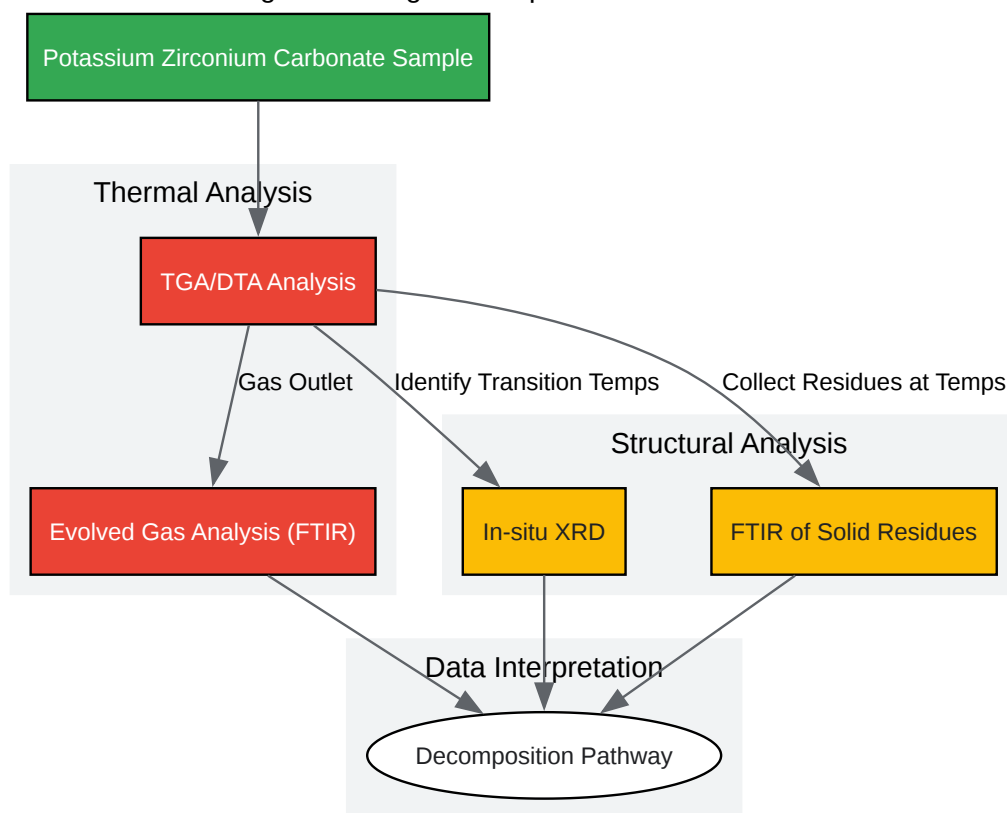 Potassium Zirconium Carbonate Sample
Thermal Analysis
TGA/DTA Analysis
Gas Outlet
Identify Transition Temps
Collect Residues at Temps
Structural Analysis
Evolved Gas Analysis (FTIR)
In-situ XRD
FTIR of Solid Residues
Data Interpretation
Decomposition Pathway